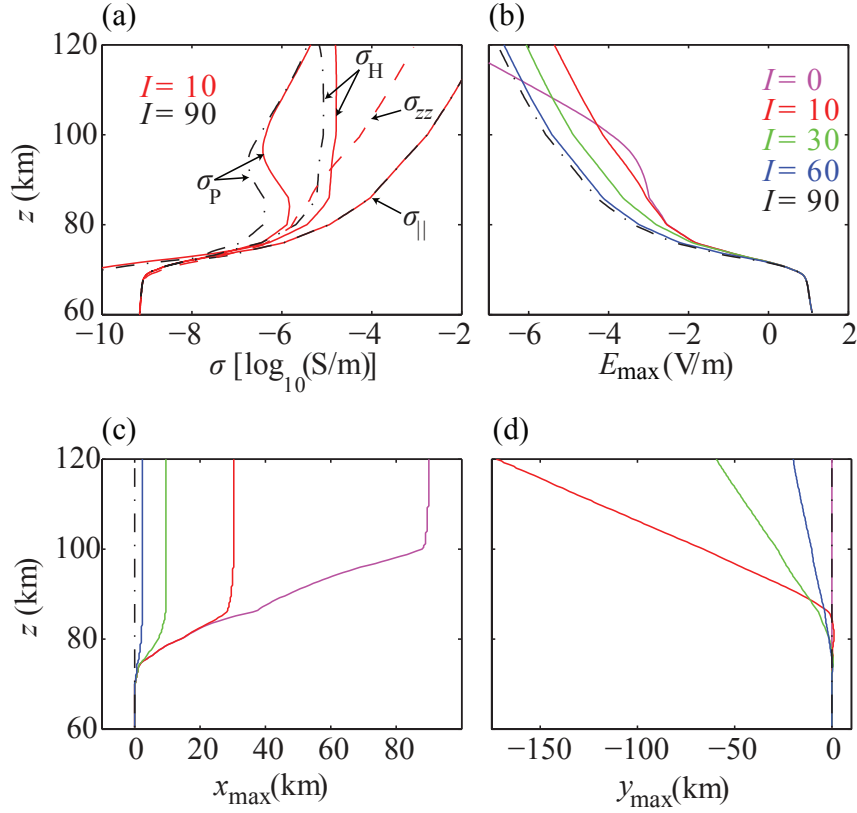 (a)
120
100
80
60
z (km)
I = 10
I = 90
σP
σH
σzz
σ||
−10
−8
−6
−4
−2
σ [log10(S/m)]
(b)
I = 0
I = 10
I = 30
I = 60
I = 90
−6
−4
−2
0
2
Emax(V/m)
(c)
120
100
80
60
z (km)
0
20
40
60
80
xmax(km)
(d)
−150
−100
−50
0
ymax(km)